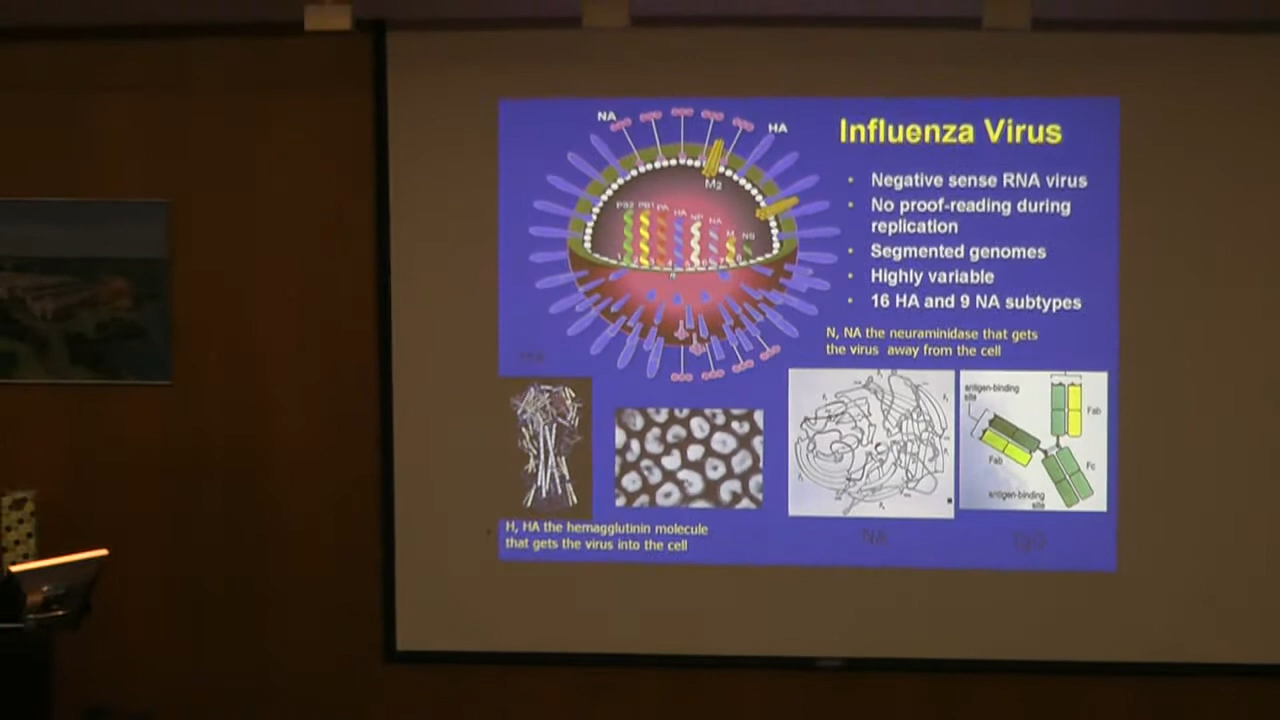 Influenza Virus
NA
HA
M2
PB2 PB1 PA HA NP NA M NS
• Negative sense RNA virus
• No proof-reading during
replication
• Segmented genomes
• Highly variable
• 16 HA and 9 NA subtypes
N, NA the neuraminidase that gets
the virus away from the cell
antigen-binding
site
Fab
Fab
Fc
antigen-binding
site
H, HA the hemagglutinin molecule
that gets the virus into the cell
NA
IgG